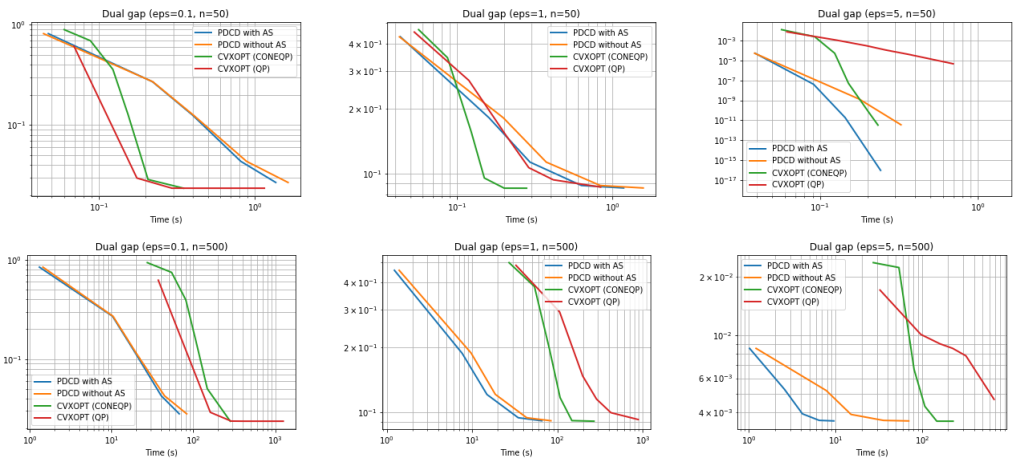 Dual gap (eps=0.1, n=50)
10⁰
10⁻¹
PDCD with AS
PDCD without AS
CVXOPT (CONEQP)
CVXOPT (QP)
10⁻¹
10⁰
Time (s)
Dual gap (eps=1, n=50)
4 × 10⁻¹
3 × 10⁻¹
2 × 10⁻¹
10⁻¹
PDCD with AS
PDCD without AS
CVXOPT (CONEQP)
CVXOPT (QP)
10⁻¹
10⁰
Time (s)
Dual gap (eps=5, n=50)
10⁻³
10⁻⁵
10⁻⁷
10⁻⁹
10⁻¹¹
10⁻¹³
10⁻¹⁵
10⁻¹⁷
PDCD with AS
PDCD without AS
CVXOPT (CONEQP)
CVXOPT (QP)
10⁻¹
10⁰
Time (s)
Dual gap (eps=0.1, n=500)
10⁰
10⁻¹
PDCD with AS
PDCD without AS
CVXOPT (CONEQP)
CVXOPT (QP)
10⁰
10¹
10²
10³
Time (s)
Dual gap (eps=1, n=500)
4 × 10⁻¹
3 × 10⁻¹
2 × 10⁻¹
10⁻¹
PDCD with AS
PDCD without AS
CVXOPT (CONEQP)
CVXOPT (QP)
10⁰
10¹
10²
10³
Time (s)
Dual gap (eps=5, n=500)
2 × 10⁻²
10⁻²
6 × 10⁻³
4 × 10⁻³
PDCD with AS
PDCD without AS
CVXOPT (CONEQP)
CVXOPT (QP)
10⁰
10¹
10²
Time (s)